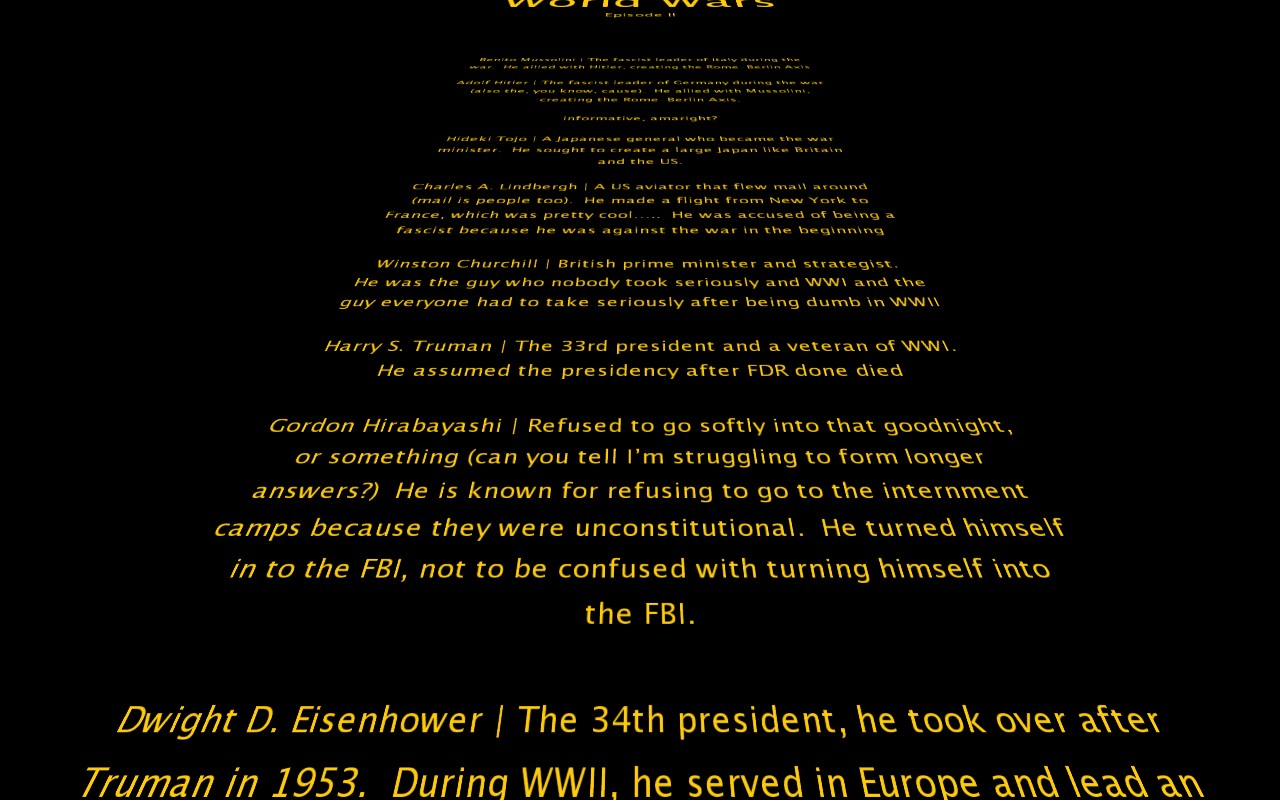 World Wars
Episode II
Benito Mussolini | The fascist leader of Italy during the
war.  He allied with Hitler, creating the Rome Berlin Axis
Adolf Hitler | The fascist leader of Germany during the war
(also the, you know, cause).  He allied with Mussolini,
creating the Rome Berlin Axis.
informative, amaright?
Hideki Tojo | A Japanese general who became the war
minister.  He sought to create a large Japan like Britain
and the US.
Charles A. Lindbergh | A US aviator that flew mail around
(mail is people too).  He made a flight from New York to
France, which was pretty cool.....  He was accused of being a
fascist because he was against the war in the beginning
Winston Churchill | British prime minister and strategist.
He was the guy who nobody took seriously and WWI and the
guy everyone had to take seriously after being dumb in WWII
Harry S. Truman | The 33rd president and a veteran of WWI.
He assumed the presidency after FDR done died
Gordon Hirabayashi | Refused to go softly into that goodnight,
or something (can you tell I’m struggling to form longer
answers?)  He is known for refusing to go to the internment
camps because they were unconstitutional.  He turned himself
in to the FBI, not to be confused with turning himself into
the FBI.
Dwight D. Eisenhower | The 34th president, he took over after
Truman in 1953.  During WWII, he served in Europe and lead an